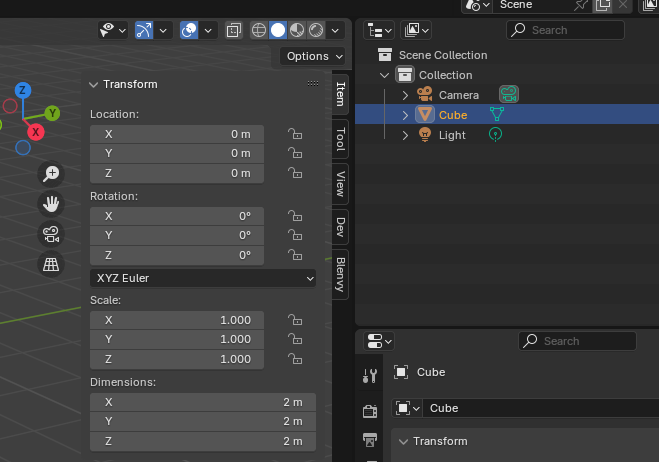 Scene
Options
Search
Transform
Location:
X 0 m
Y 0 m
Z 0 m
Rotation:
X 0°
Y 0°
Z 0°
XYZ Euler
Scale:
X 1.000
Y 1.000
Z 1.000
Dimensions:
X 2 m
Y 2 m
Z 2 m
Z
Y
X
Item
Tool
View
Dev
Blenvy
Scene Collection
Collection
Camera
Cube
Light
Search
Cube
Cube
Transform